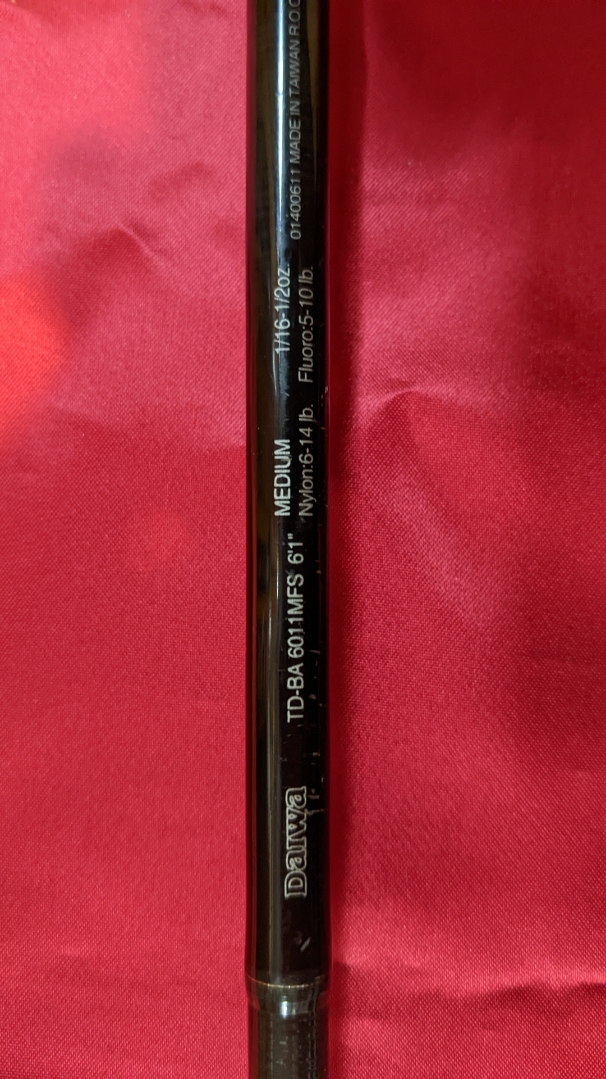 Daiwa
TD-BA 6011MFS 6'1" MEDIUM 1/16-1/2oz.
Nylon:6-14 lb. Fluoro:5-10 lb.
01400611 MADE IN TAIWAN R.O.C